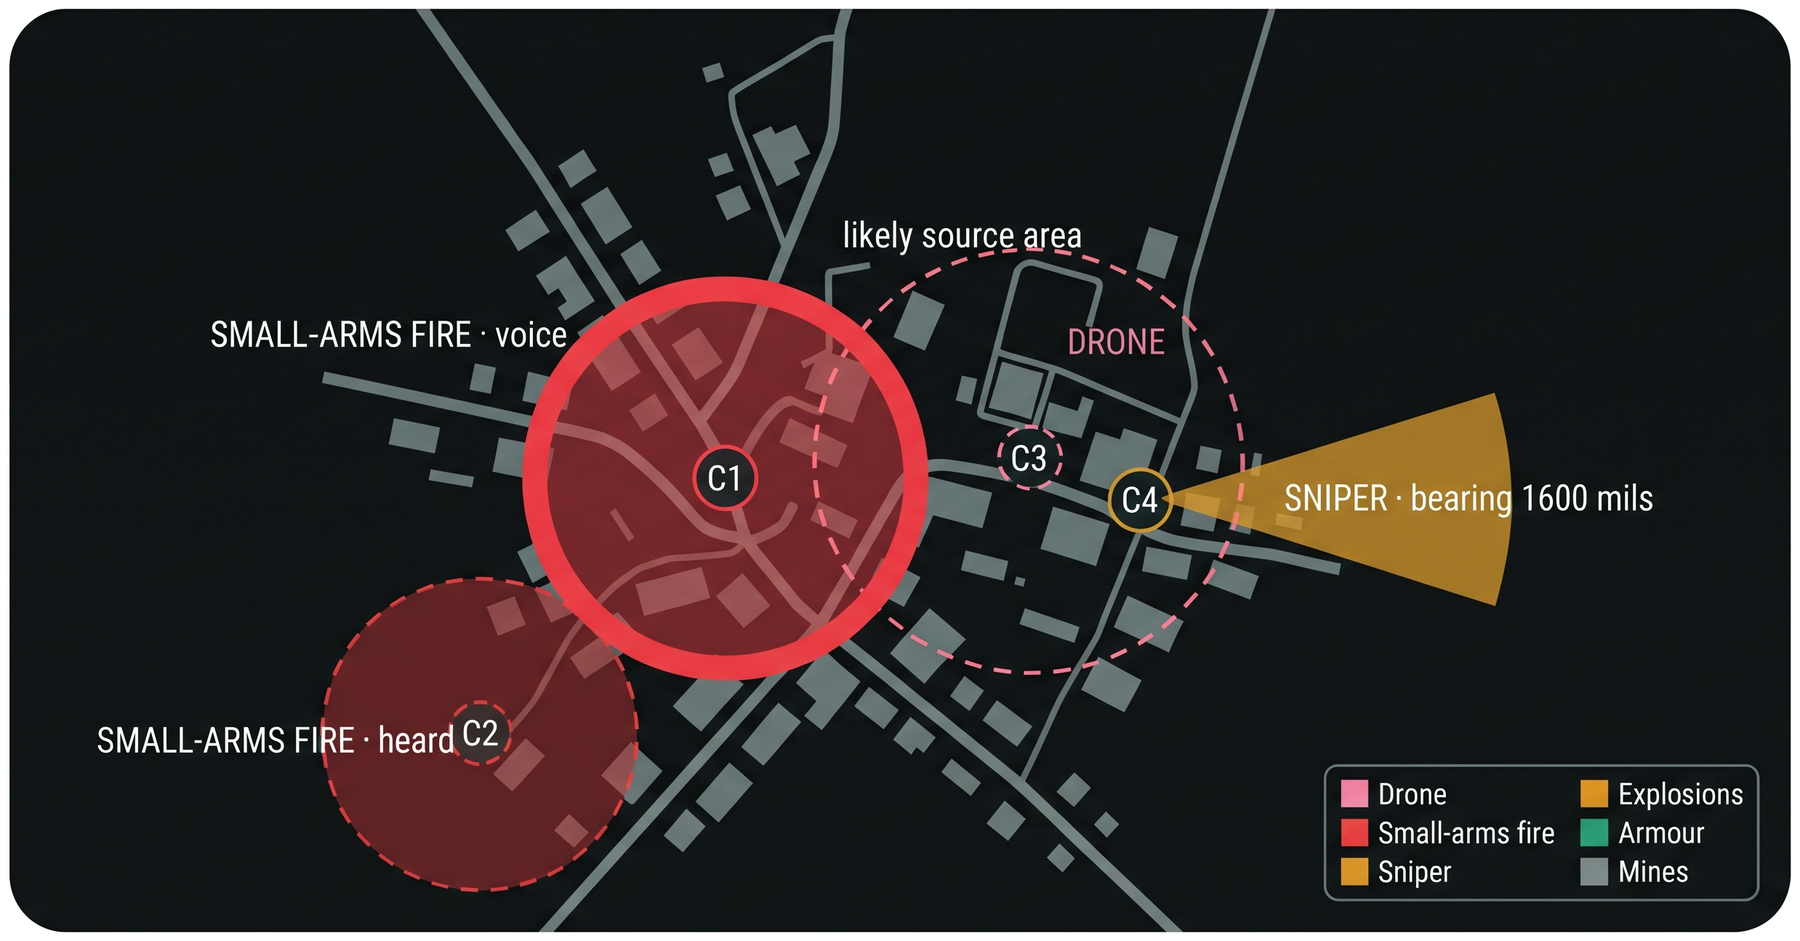 likely source area
SMALL-ARMS FIRE · voice
DRONE
C1
C3
C4
SNIPER · bearing 1600 mils
SMALL-ARMS FIRE · heard
C2
Drone
Small-arms fire
Sniper
Explosions
Armour
Mines